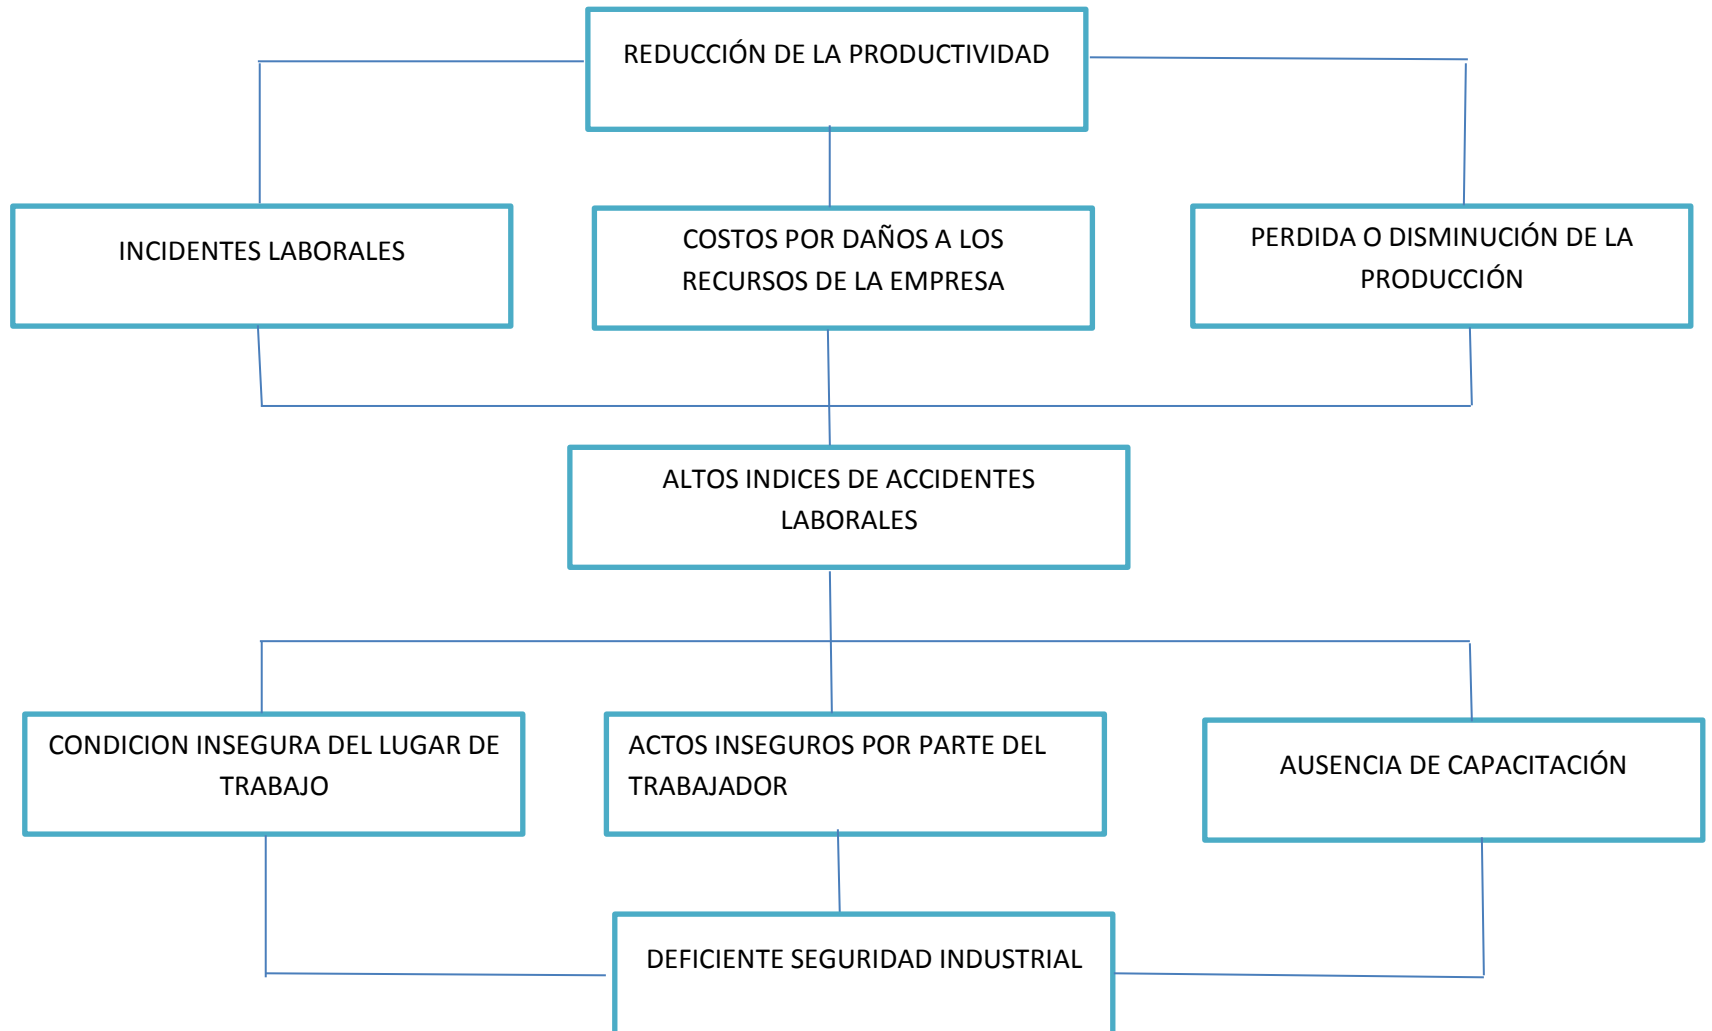 REDUCCIÓN DE LA PRODUCTIVIDAD
INCIDENTES LABORALES
COSTOS POR DAÑOS A LOS
RECURSOS DE LA EMPRESA
PERDIDA O DISMINUCIÓN DE LA
PRODUCCIÓN
ALTOS INDICES DE ACCIDENTES
LABORALES
CONDICION INSEGURA DEL LUGAR DE
TRABAJO
ACTOS INSEGUROS POR PARTE DEL
TRABAJADOR
AUSENCIA DE CAPACITACIÓN
DEFICIENTE SEGURIDAD INDUSTRIAL